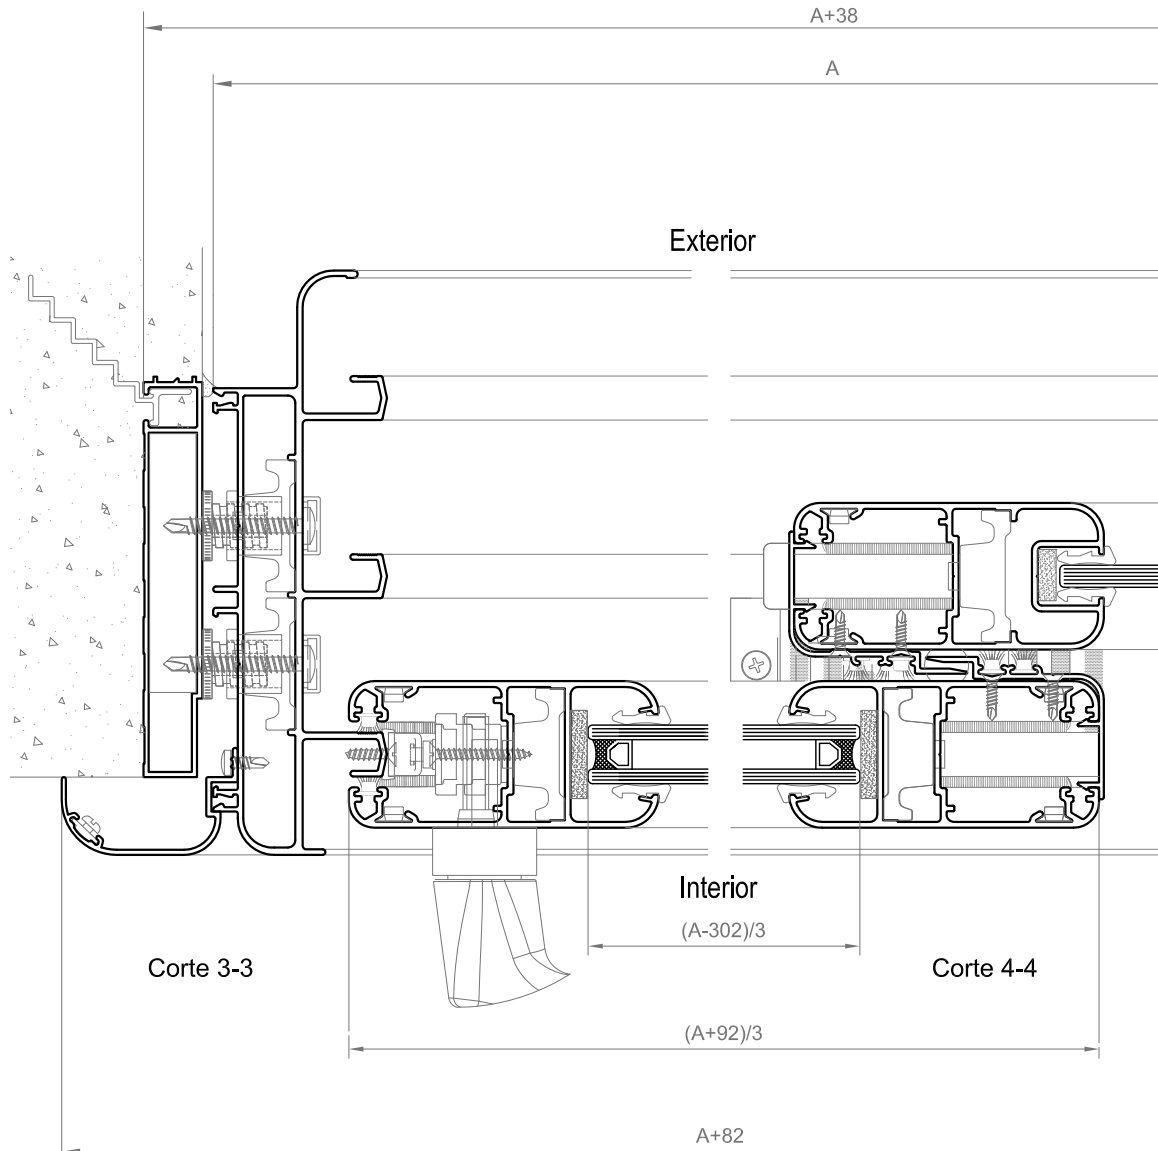 A+38
A
Exterior
Interior
(A-302)/3
Corte 3-3
Corte 4-4
(A+92)/3
A+82